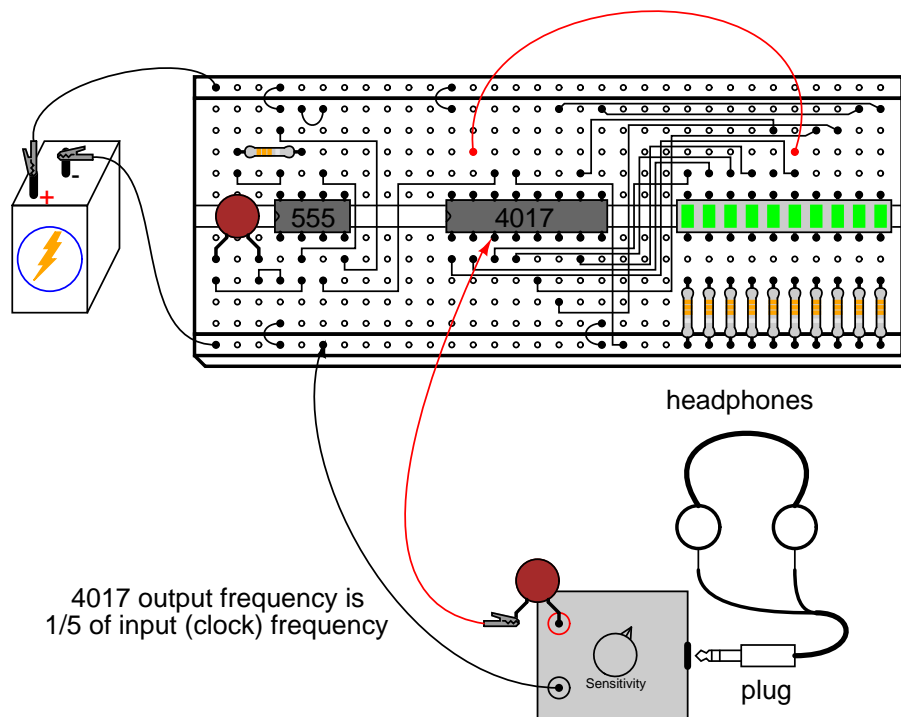 555
4017
+
-
headphones
4017 output frequency is
1/5 of input (clock) frequency
Sensitivity
plug